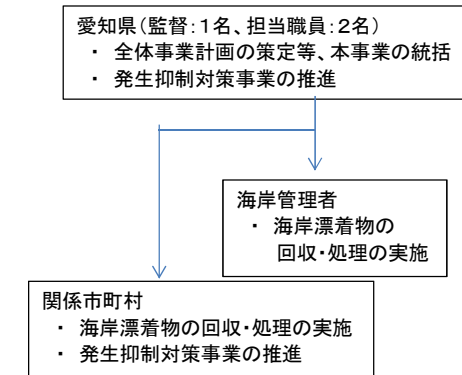 愛知県（監督：１名、担当職員：２名）
・ 全体事業計画の策定等、本事業の統括
・ 発生抑制対策事業の推進
海岸管理者
・ 海岸漂着物の
回収・処理の実施
関係市町村
・ 海岸漂着物の回収・処理の実施
・ 発生抑制対策事業の推進